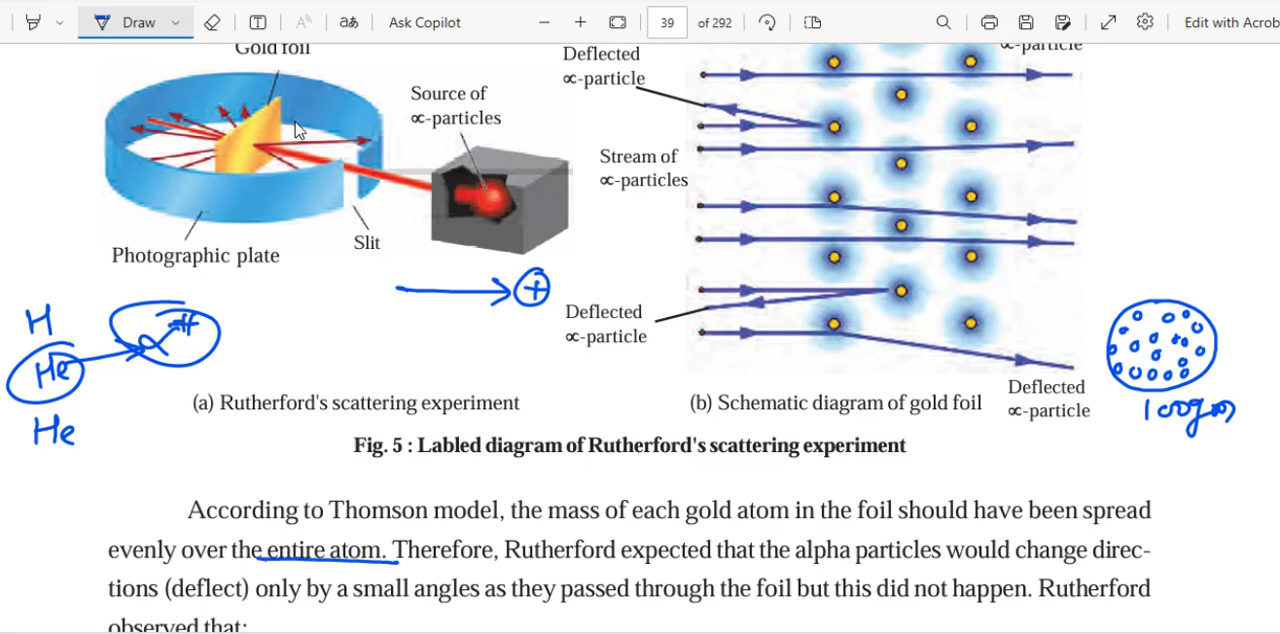 Draw
A
aあ
Ask Copilot
39
of 292
Edit with Acrob
Gold foil
Source of
∝-particles
Photographic plate
Slit
(a) Rutherford's scattering experiment
Deflected
∝-particle
∝-particle
Stream of
∝-particles
Deflected
∝-particle
Deflected
∝-particle
(b) Schematic diagram of gold foil
H
He
He
+
100gm
Fig. 5 : Labled diagram of Rutherford's scattering experiment
According to Thomson model, the mass of each gold atom in the foil should have been spread
evenly over the entire atom. Therefore, Rutherford expected that the alpha particles would change direc-
tions (deflect) only by a small angles as they passed through the foil but this did not happen. Rutherford
observed that: